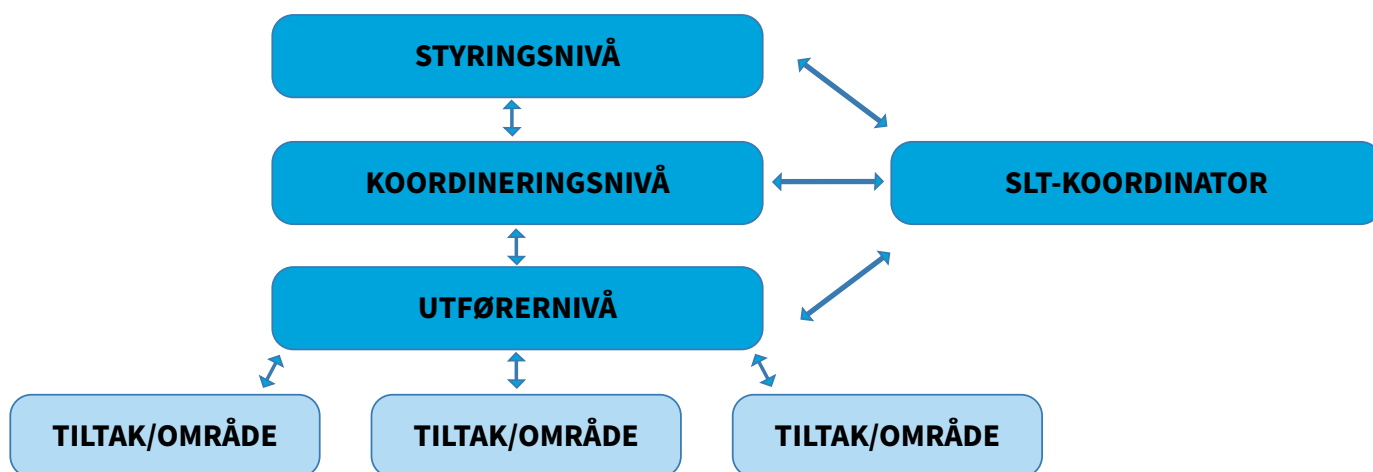 STYRINGSNIVÅ
KOORDINERINGSNIVÅ
SLT-KOORDINATOR
UTFØRERNIVÅ
TILTAK/OMRÅDE
TILTAK/OMRÅDE
TILTAK/OMRÅDE